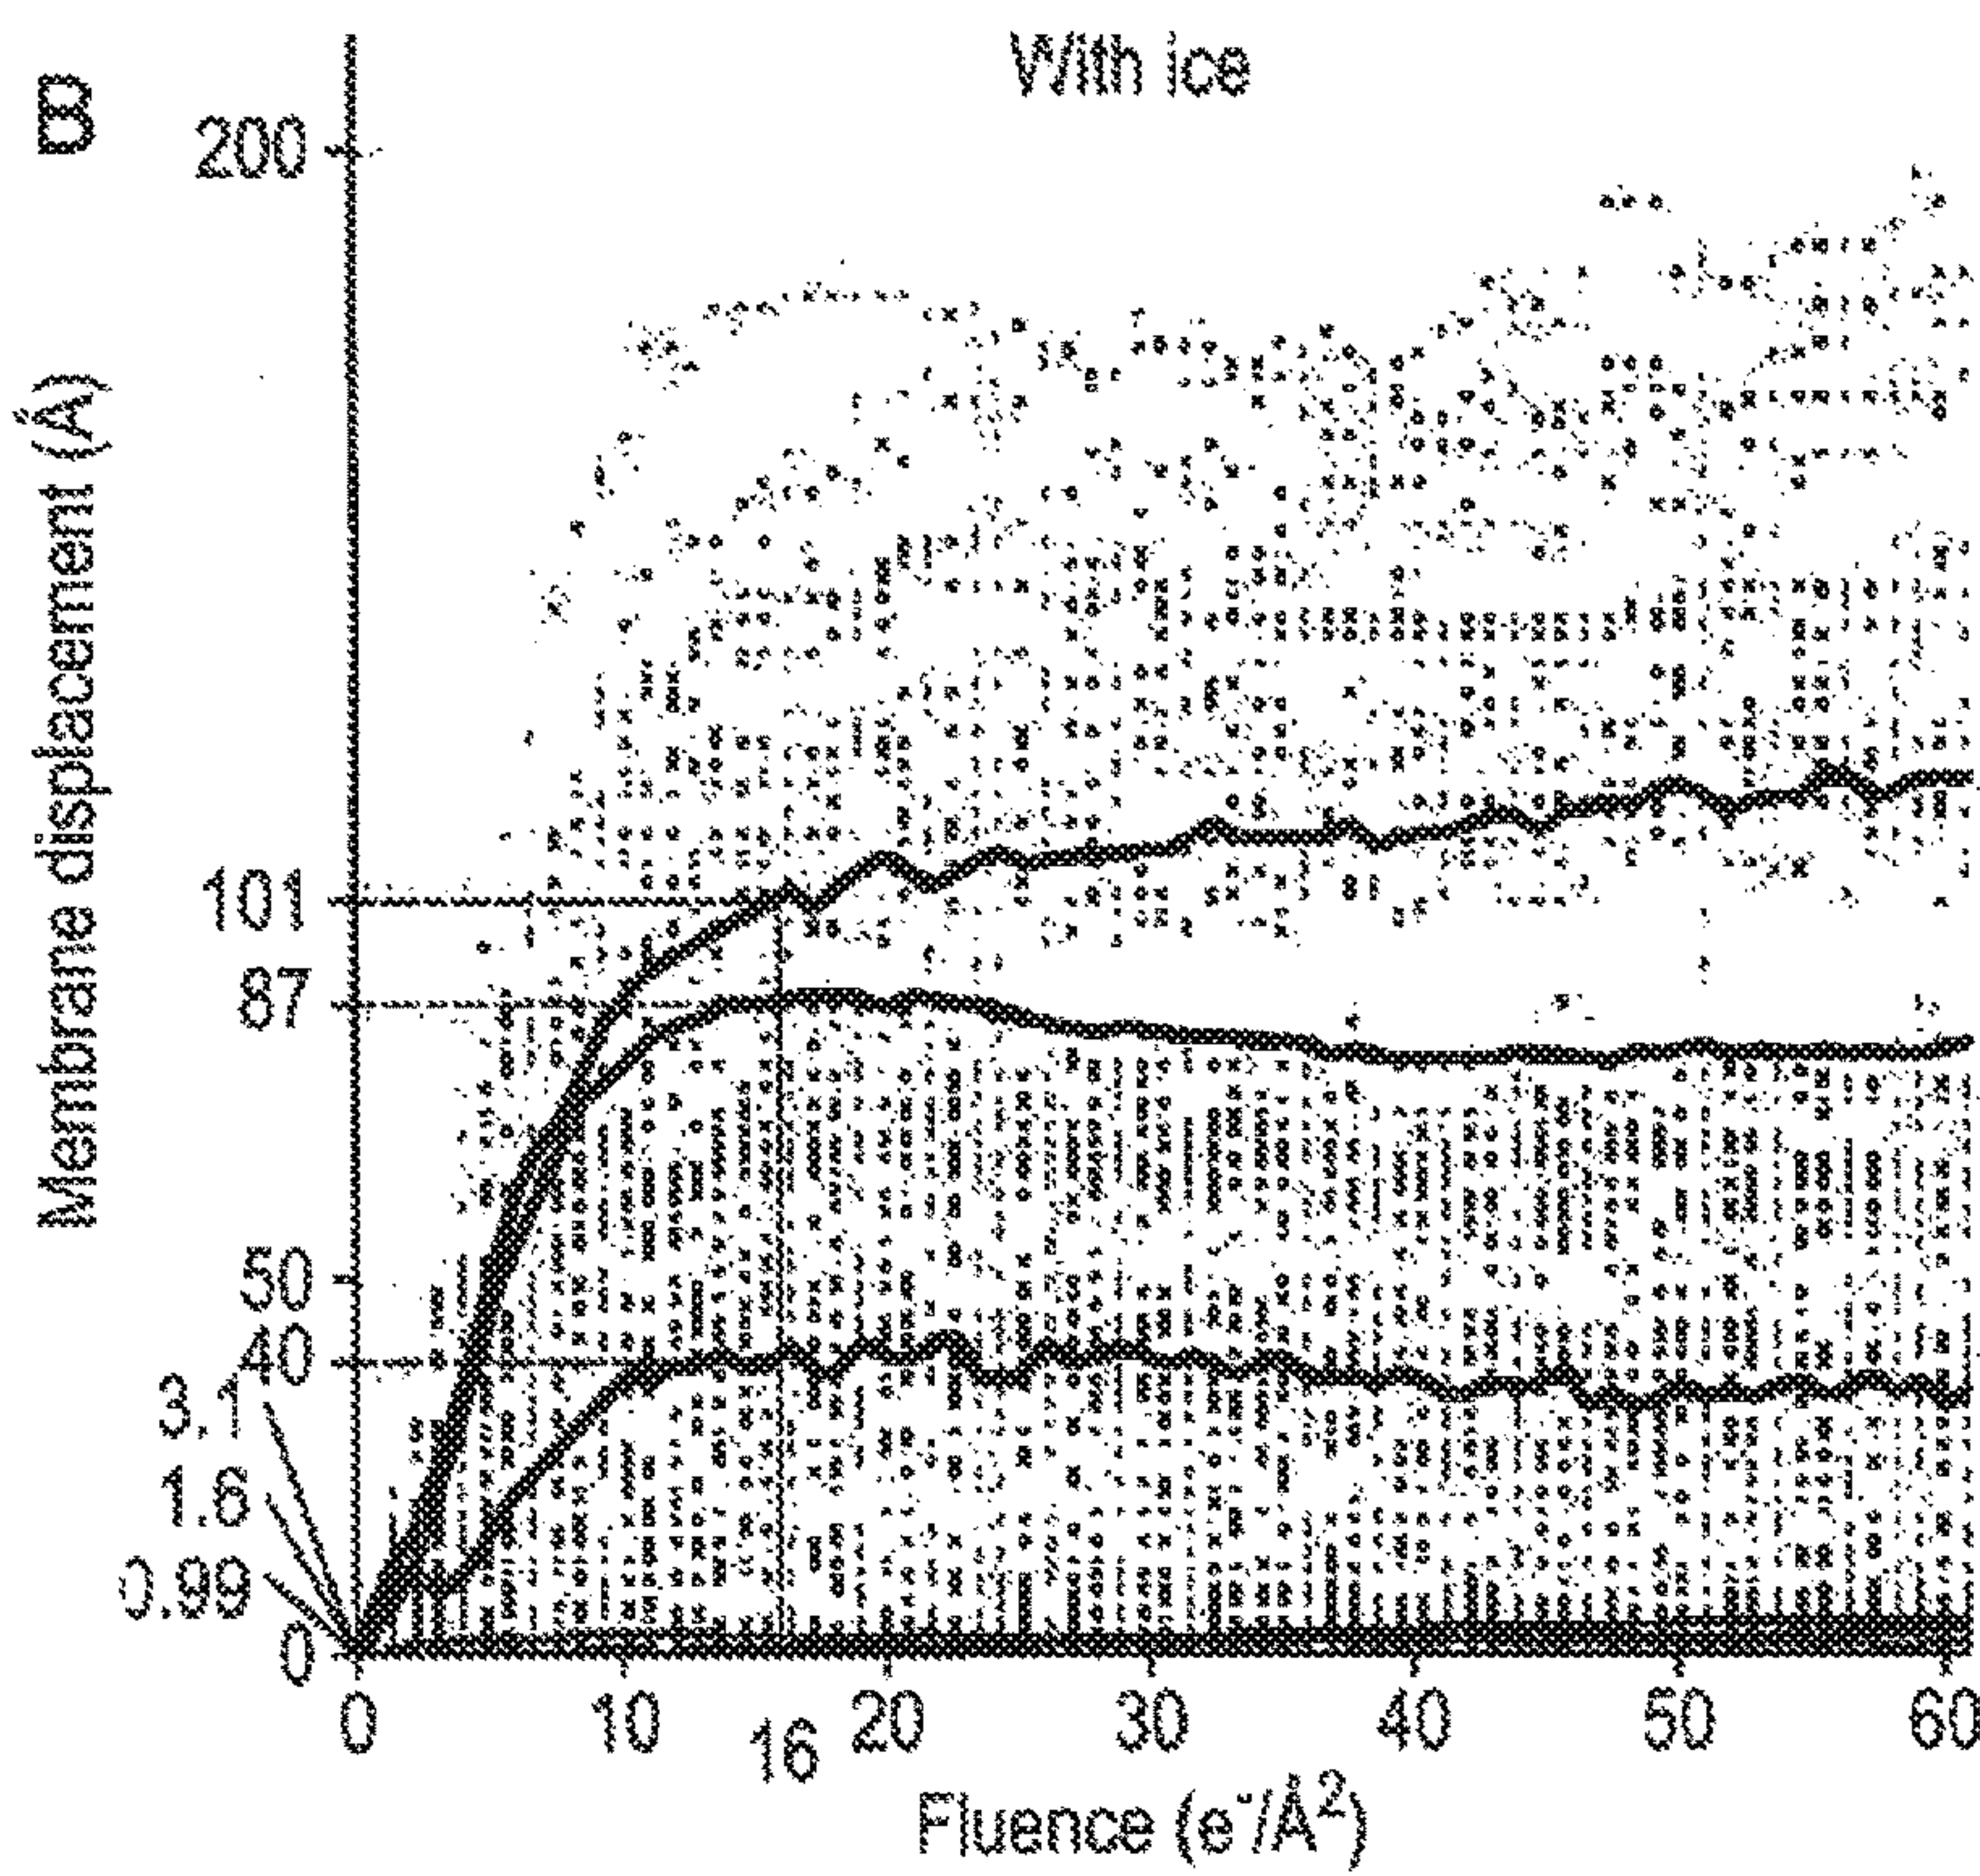 B
With ice
Membrane displacement (Å)
200
101
87
50
40
3.1
1.6
0.99
0
0 10 16 20 30 40 50 60
Fluence (e⁻/Å²)